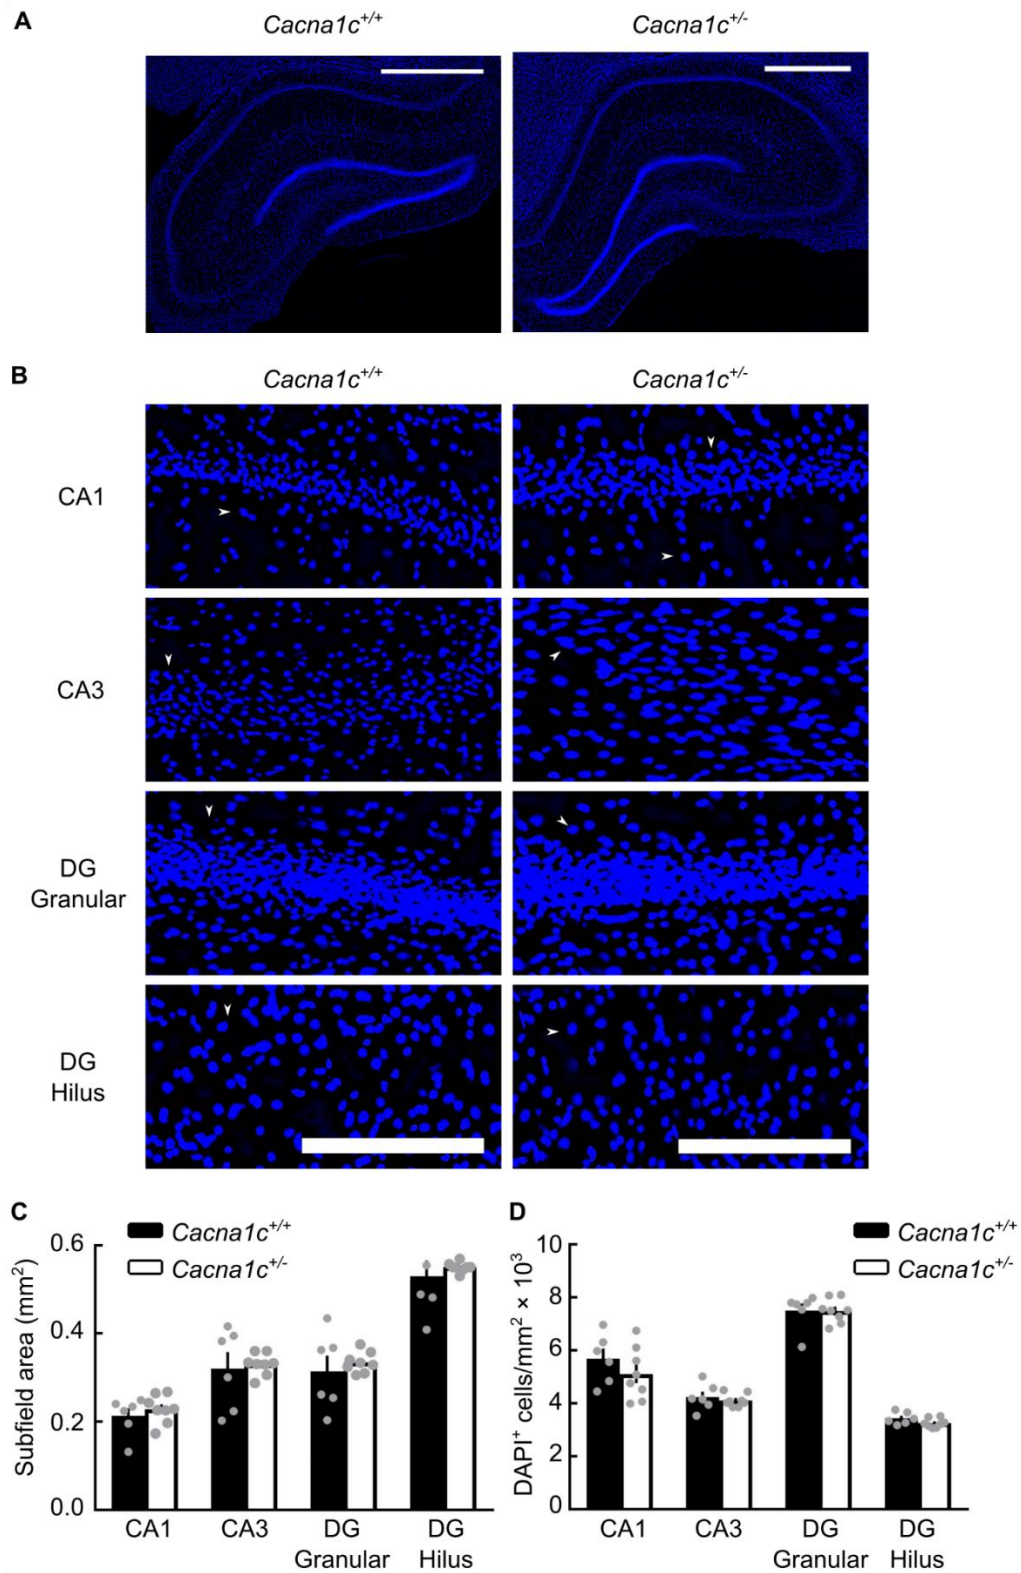 A
Cacna1c+/+ Cacna1c+/-
B
Cacna1c+/+ Cacna1c+/-
CA1
CA3
DG
Granular
DG
Hilus
C
Cacna1c+/+
Cacna1c+/-
Subfield area (mm²)
0.6
0.4
0.2
0.0
CA1 CA3 DG DG
Granular Hilus
D
Cacna1c+/+
Cacna1c+/-
DAPI⁺ cells/mm² × 10³
10
8
6
4
2
0
CA1 CA3 DG DG
Granular Hilus